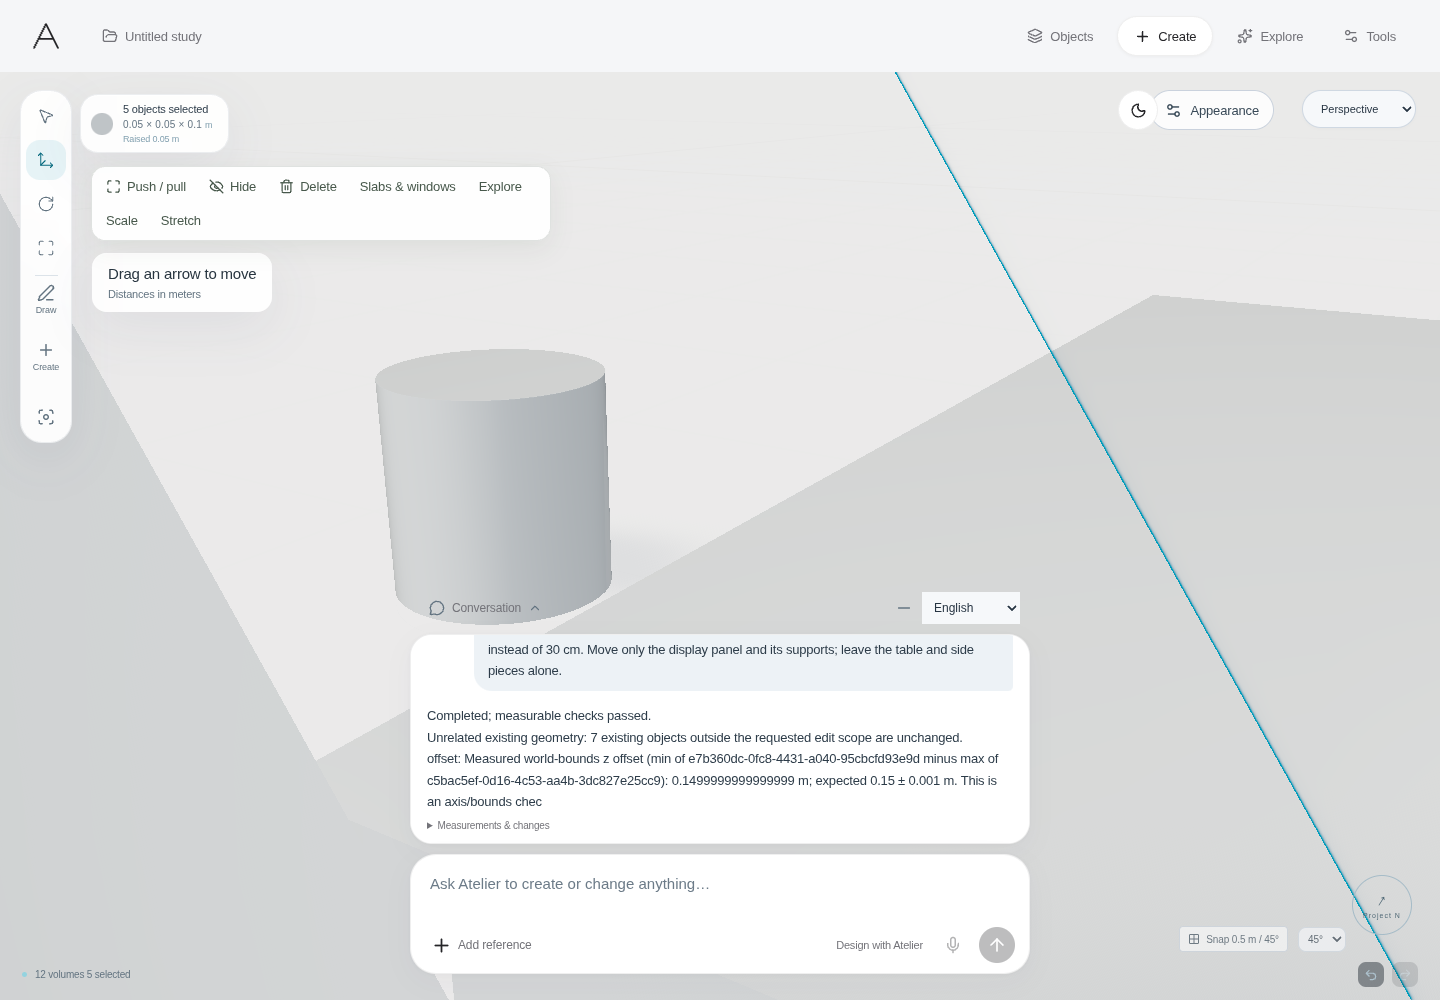 Untitled study
Objects
Create
Explore
Tools
5 objects selected
0.05 × 0.05 × 0.1 m
Raised 0.05 m
Appearance
Perspective
Push / pull
Hide
Delete
Slabs & windows
Explore
Scale
Stretch
Drag an arrow to move
Distances in meters
Draw
Create
Conversation
English
instead of 30 cm. Move only the display panel and its supports; leave the table and side
pieces alone.
Completed; measurable checks passed.
Unrelated existing geometry: 7 existing objects outside the requested edit scope are unchanged.
offset: Measured world-bounds z offset (min of e7b360dc-0fc8-4431-a040-95cbcfd93e9d minus max of
c5bac5ef-0d16-4c53-aa4b-3dc827e25cc9): 0.1499999999999999 m; expected 0.15 ± 0.001 m. This is
an axis/bounds chec
Measurements & changes
Ask Atelier to create or change anything…
Add reference
Design with Atelier
Project N
Snap 0.5 m / 45°
45°
12 volumes 5 selected